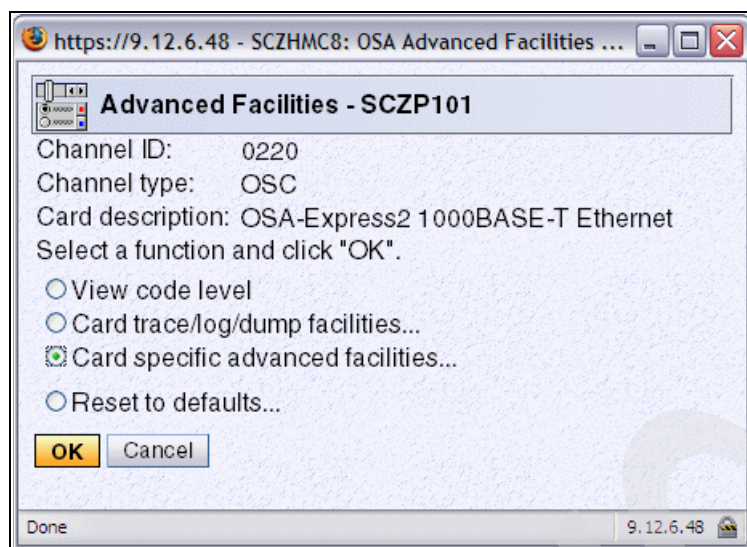 https://9.12.6.48 - SCZHMC8: OSA Advanced Facilities ...
Advanced Facilities - SCZP101
Channel ID: 0220
Channel type: OSC
Card description: OSA-Express2 1000BASE-T Ethernet
Select a function and click "OK".
View code level
Card trace/log/dump facilities...
Card specific advanced facilities...
Reset to defaults...
OK Cancel
Done 9.12.6.48